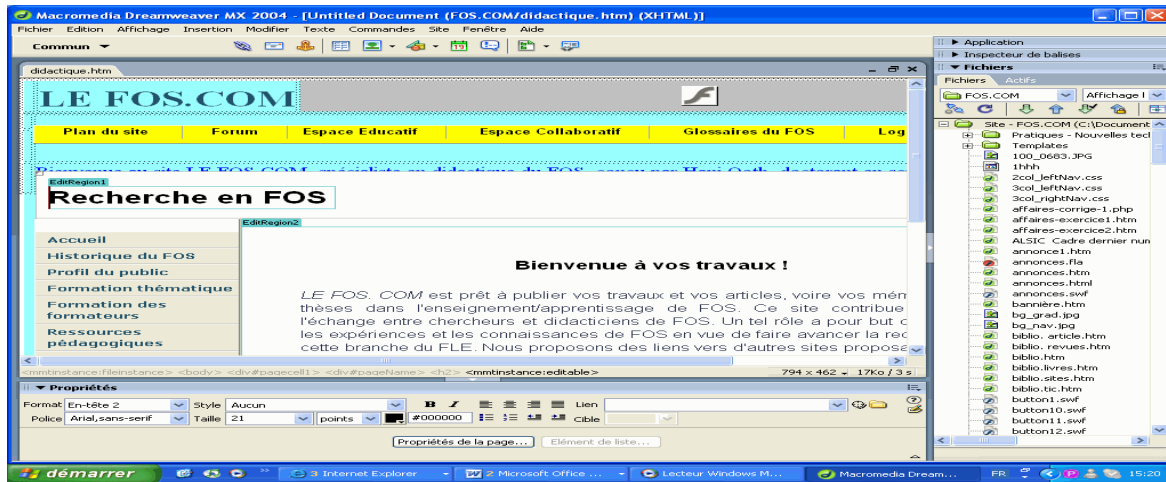 Macromedia Dreamweaver MX 2004 - [Untitled Document (FOS.COM/didactique.htm) (XHTML)]
Fichier Edition Affichage Insertion Modifier Texte Commandes Site Fenêtre Aide
Commun
didactique.htm
LE FOS.COM
Plan du site Forum Espace Educatif Espace Collaboratif Glossaires du FOS Log
EditRegion1
Recherche en FOS
EditRegion2
Accueil
Historique du FOS
Profil du public
Formation thématique
Formation des
formateurs
Ressources
pédagogiques
Bienvenue à vos travaux !
LE FOS. COM est prêt à publier vos travaux et vos articles, voire vos mém
thèses dans l'enseignement/apprentissage de FOS. Ce site contribue
l'échange entre chercheurs et didacticiens de FOS. Un tel rôle a pour but d
les expériences et les connaissances de FOS en vue de faire avancer la rec
cette branche du FLE. Nous proposons des liens vers d'autres sites propose
<mmtinstance:fileinstance> <body> <div#pagecell1> <div#pageName> <h2> <mmtinstance:editable> 794 x 462 17Ko / 3 s
Propriétés
Format En-tête 2 Style Aucun B I Lien
Police Arial,sans-serif Taille 21 points #000000 Cible
Propriétés de la page... Elément de liste...
Application
Inspecteur de balises
Fichiers
Fichiers Actifs
FOS.COM Affichage l
Site - FOS.COM (C:\Document
Pratiques - Nouvelles tecl
Templates
100_0683.JPG
1hhh
2col_leftNav.css
3col_leftNav.css
3col_rightNav.css
affaires-corrige-1.php
affaires-exercice1.htm
affaires-exercice2.htm
ALSIC Cadre dernier nun
annonce1.htm
annonces.fla
annonces.htm
annonces.html
annonces.swf
bannière.htm
bg_grad.jpg
bg_nav.jpg
biblio. article.htm
biblio. revues.htm
biblio.htm
biblio.livres.htm
biblio.sites.htm
biblio.tic.htm
button1.swf
button10.swf
button11.swf
button12.swf
démarrer 3 Internet Explorer 2 Microsoft Office ... Lecteur Windows M... Macromedia Dream... FR 15:20